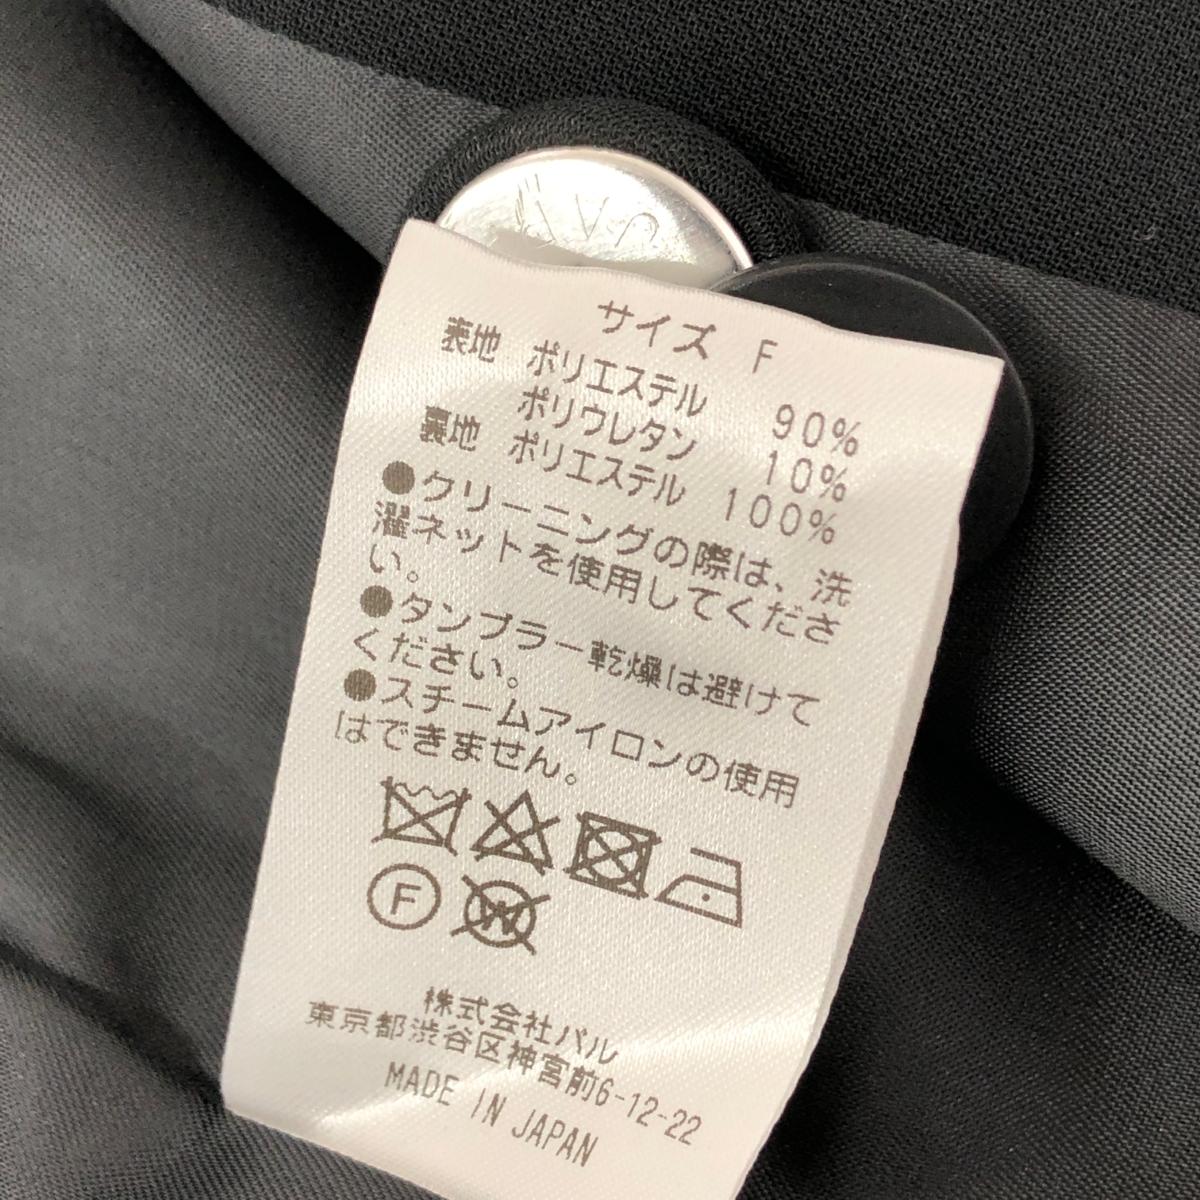 サイズ F
表地 ポリエステル 90%
ポリウレタン 10%
裏地 ポリエステル 100%
●クリーニングの際は、洗
濯ネットを使用してくださ
い。
●タンブラー乾燥は避けて
ください。
●スチームアイロンの使用
はできません。
F W
株式会社パル
東京都渋谷区神宮前6-12-22
MADE IN JAPAN